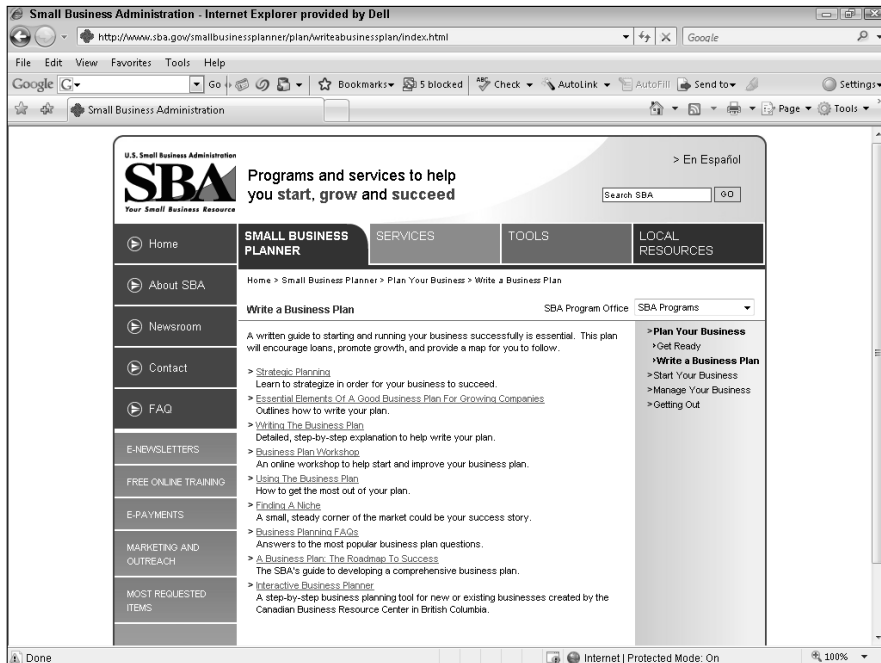 Small Business Administration - Internet Explorer provided by Dell
http://www.sba.gov/smallbusinessplanner/plan/writeabusinessplan/index.html
Google
File Edit View Favorites Tools Help
Google G Go Bookmarks 5 blocked ABC Check AutoLink AutoFill Send to Settings
Small Business Administration Page Tools
U.S. Small Business Administration
SBA
Your Small Business Resource
Programs and services to help
you start, grow and succeed
> En Español
Search SBA GO
Home
About SBA
Newsroom
Contact
FAQ
E-NEWSLETTERS
FREE ONLINE TRAINING
E-PAYMENTS
MARKETING AND
OUTREACH
MOST REQUESTED
ITEMS
SMALL BUSINESS
PLANNER
SERVICES
TOOLS
LOCAL
RESOURCES
Home > Small Business Planner > Plan Your Business > Write a Business Plan
Write a Business Plan
SBA Program Office SBA Programs
A written guide to starting and running your business successfully is essential. This plan
will encourage loans, promote growth, and provide a map for you to follow.
> Strategic Planning
Learn to strategize in order for your business to succeed.
> Essential Elements Of A Good Business Plan For Growing Companies
Outlines how to write your plan.
> Writing The Business Plan
Detailed, step-by-step explanation to help write your plan.
> Business Plan Workshop
An online workshop to help start and improve your business plan.
> Using The Business Plan
How to get the most out of your plan.
> Finding A Niche
A small, steady corner of the market could be your success story.
> Business Planning FAQs
Answers to the most popular business plan questions.
> A Business Plan: The Roadmap To Success
The SBA's guide to developing a comprehensive business plan.
> Interactive Business Planner
A step-by-step business planning tool for new or existing businesses created by the
Canadian Business Resource Center in British Columbia.
>Plan Your Business
>Get Ready
>Write a Business Plan
>Start Your Business
>Manage Your Business
>Getting Out
Done
Internet | Protected Mode: On
100%